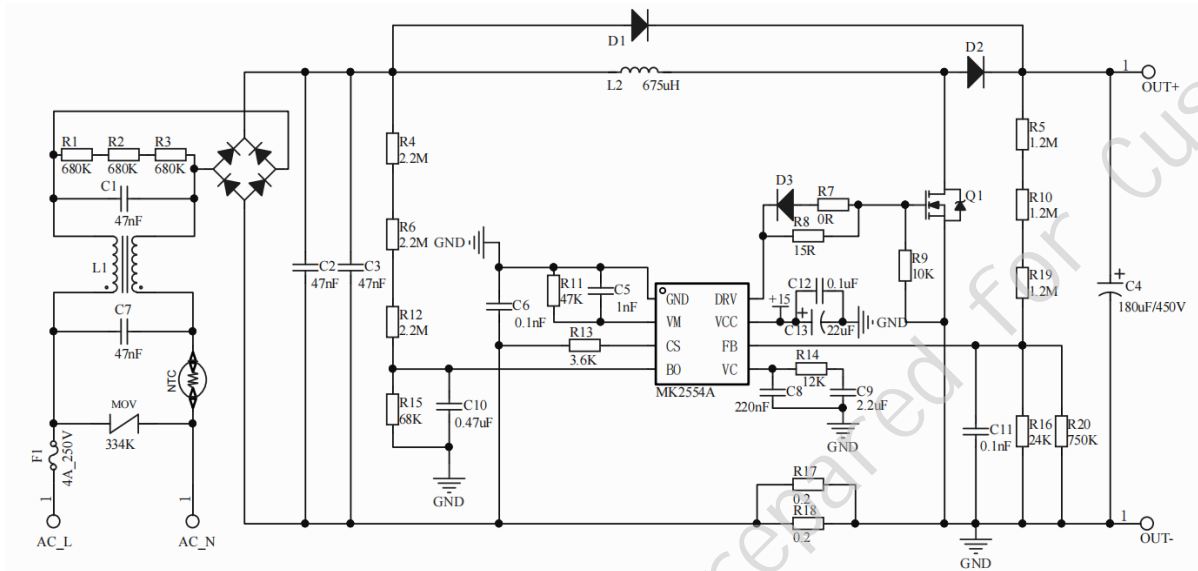 D1
D2
1
OUT+
L2
675uH
R1
R2
R3
680K
680K
680K
C1
47nF
L1
C7
47nF
NTC
MOV
334K
F1
4A_250V
1
1
AC_L
AC_N
C2
47nF
C3
47nF
R4
2.2M
R6
2.2M
R12
2.2M
R15
68K
C10
0.47uF
GND
GND
C6
0.1nF
R11
47K
C5
1nF
R13
3.6K
GND
VM
CS
BO
DRV
VCC
FB
VC
MK2554A
D3
R7
0R
R8
15R
R9
10K
Q1
C12
0.1uF
+15
C13
22uF
GND
R14
12K
C8
220nF
C9
2.2uF
GND
R17
0.2
R18
0.2
R5
1.2M
R10
1.2M
R19
1.2M
C4
180uF/450V
C11
0.1nF
R16
24K
R20
750K
GND
1
OUT-
repared for Cus